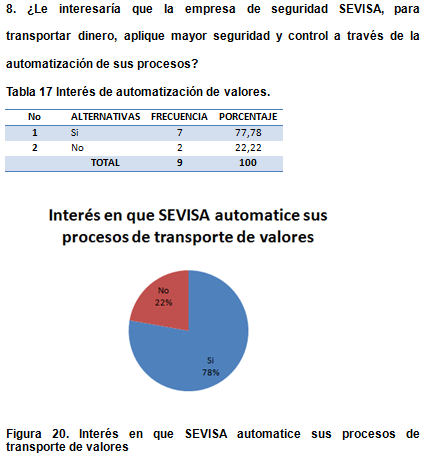 8. ¿Le interesaría que la empresa de seguridad SEVISA, para
transportar dinero, aplique mayor seguridad y control a través de la
automatización de sus procesos?
Tabla 17 Interés de automatización de valores.
No ALTERNATIVAS FRECUENCIA PORCENTAJE
1 Si 7 77,78
2 No 2 22,22
TOTAL 9 100
Interés en que SEVISA automatice sus
procesos de transporte de valores
No
22%
Si
78%
Figura 20. Interés en que SEVISA automatice sus procesos de
transporte de valores